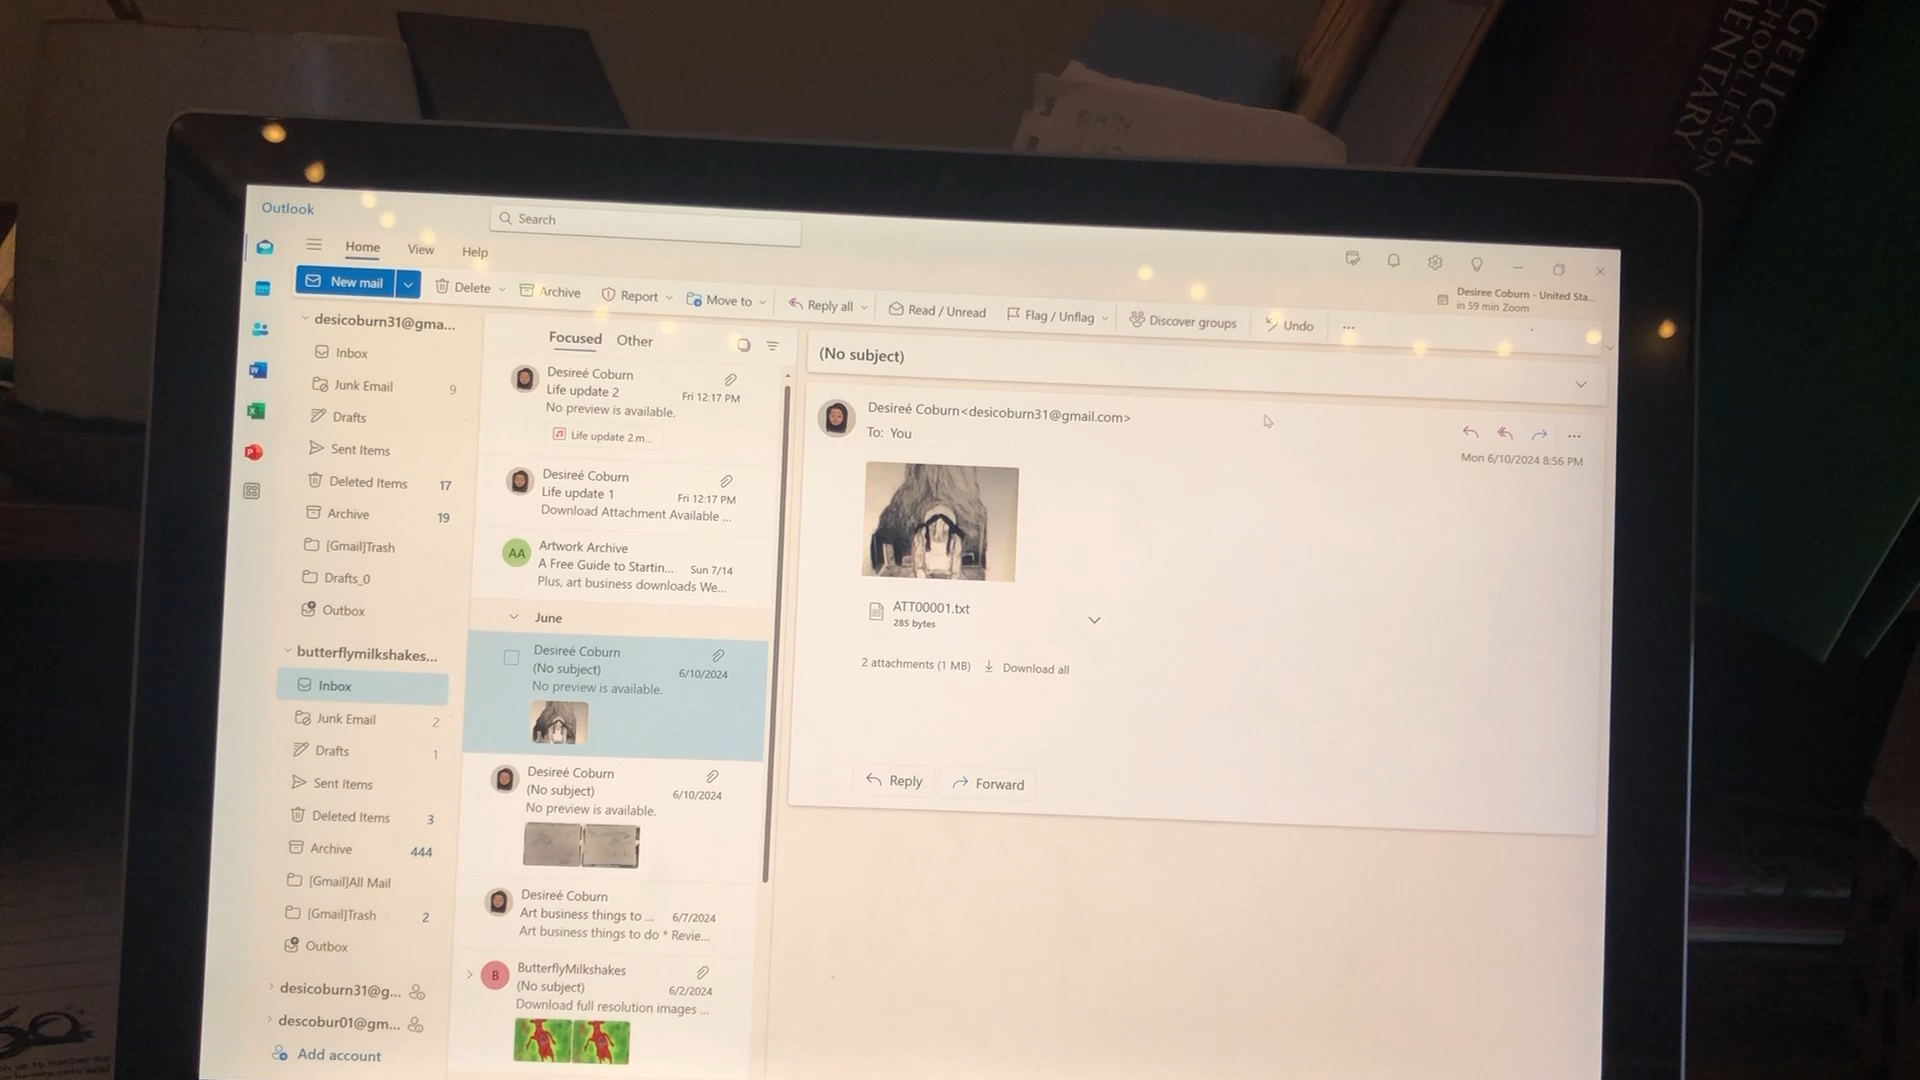 NGELICAL
CHOOL LESSON
MENTARY
Outlook
Search
Home View Help
New mail Delete Archive Report Move to Reply all Read / Unread Flag / Unflag Discover groups Undo ...
Desiree Coburn - United Sta...
in 59 min Zoom
desicoburn31@gma...
Inbox
Junk Email 9
Drafts
Sent Items
Deleted Items 17
Archive 19
[Gmail]Trash
Drafts_0
Outbox
butterflymilkshakes...
Inbox
Junk Email 2
Drafts 1
Sent Items
Deleted Items 3
Archive 444
[Gmail]All Mail
[Gmail]Trash 2
Outbox
desicoburn31@g...
descobur01@gm...
Add account
Focused Other
Desireé Coburn
Life update 2 Fri 12:17 PM
No preview is available.
Life update 2.m...
Desireé Coburn
Life update 1 Fri 12:17 PM
Download Attachment Available ...
AA
Artwork Archive
A Free Guide to Startin... Sun 7/14
Plus, art business downloads We...
June
Desireé Coburn
(No subject) 6/10/2024
No preview is available.
Desireé Coburn
(No subject) 6/10/2024
No preview is available.
Desireé Coburn
Art business things to ... 6/7/2024
Art business things to do * Revie...
B
ButterflyMilkshakes
(No subject) 6/2/2024
Download full resolution images ...
(No subject)
Desireé Coburn<desicoburn31@gmail.com>
To: You
Mon 6/10/2024 8:56 PM
ATT00001.txt
285 bytes
2 attachments (1 MB) Download all
Reply Forward